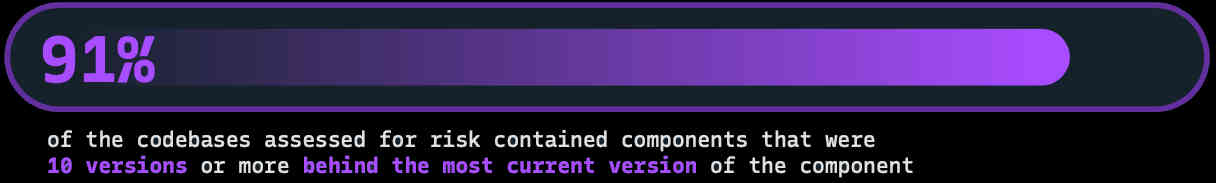 91%
of the codebases assessed for risk contained components that were
10 versions or more behind the most current version of the component